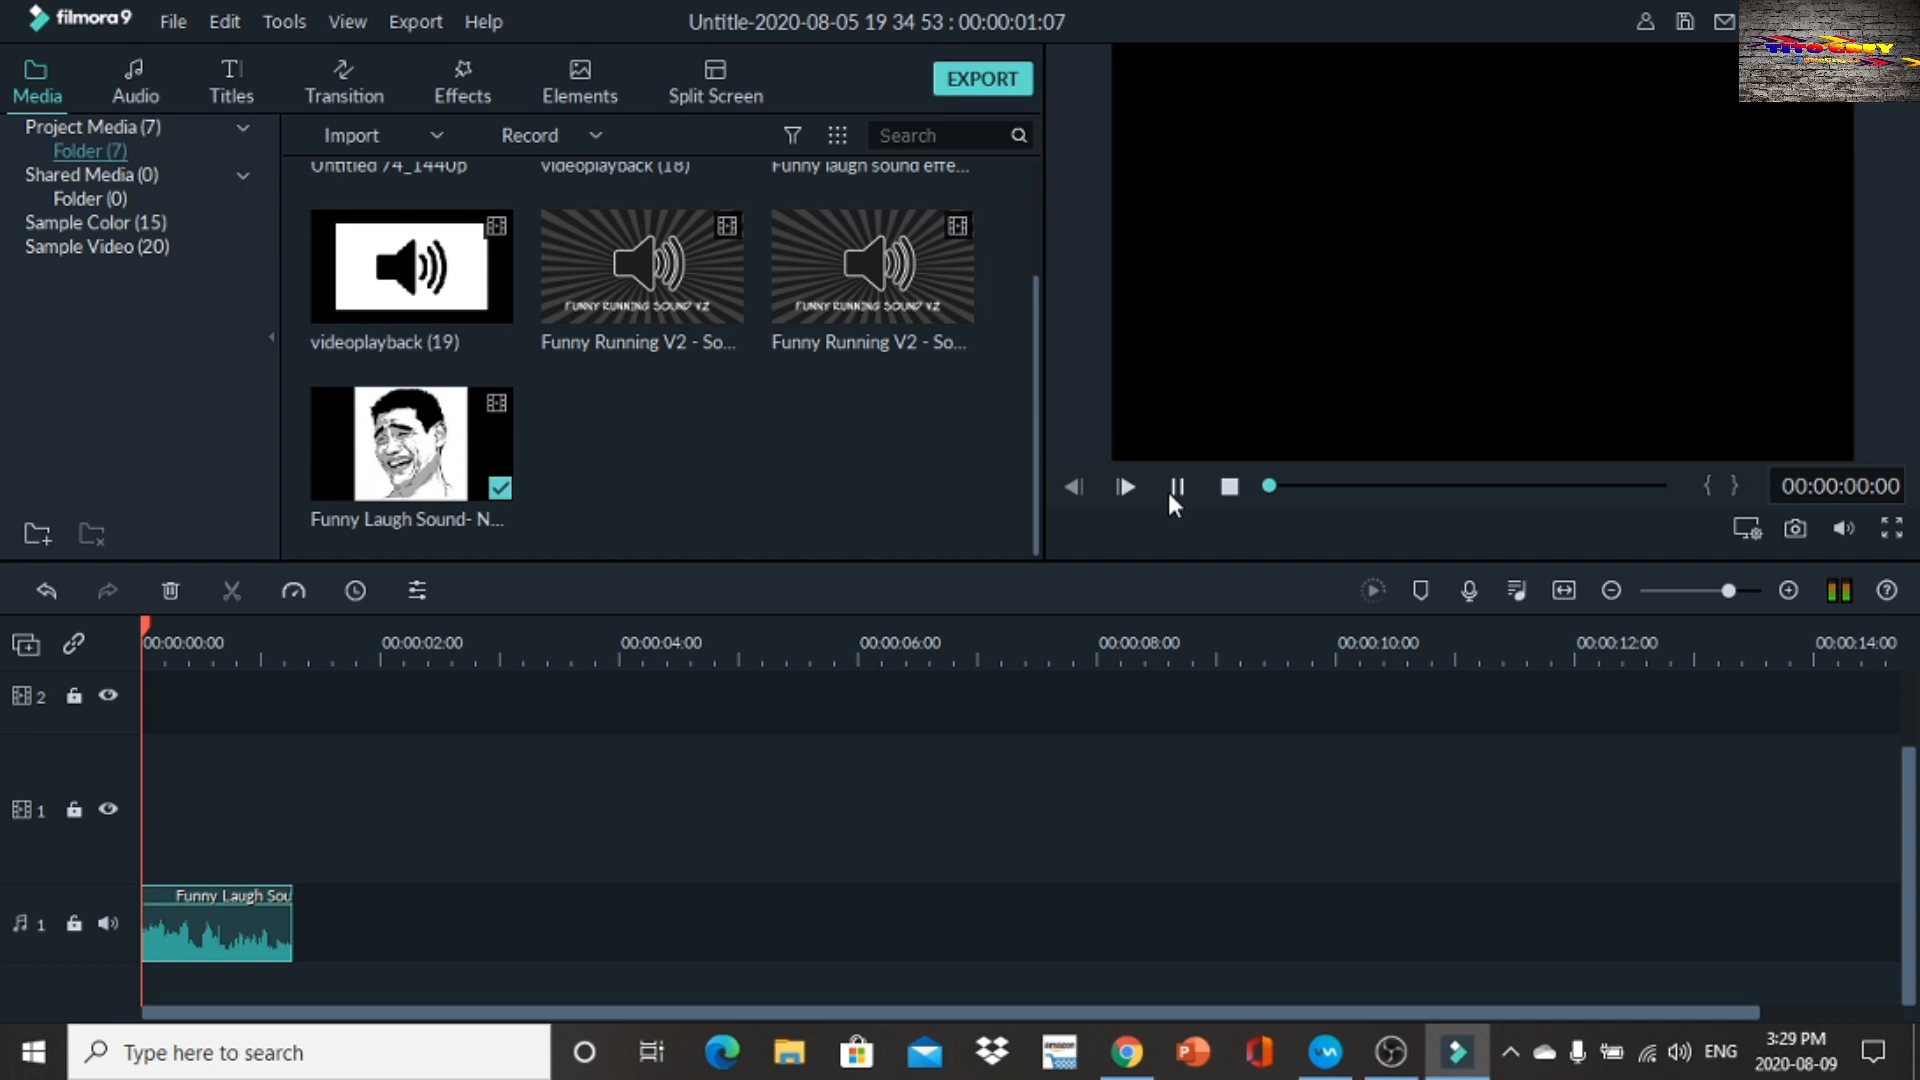 filmora9 File Edit Tools View Export Help
Untitle-2020-08-05 19 34 53 : 00:00:01:07
TITO GREY
Media Audio Titles Transition Effects Elements Split Screen
EXPORT
Project Media (7)
Folder (7)
Shared Media (0)
Folder (0)
Sample Color (15)
Sample Video (20)
Import Record Search
Untitled 74_1440p videoplayback (18) Funny laugh sound effe...
FUNNY RUNNING SOUND V2 FUNNY RUNNING SOUND V2
videoplayback (19) Funny Running V2 - So... Funny Running V2 - So...
Funny Laugh Sound- N...
00:00:00:00
00:00:00:00 00:00:02:00 00:00:04:00 00:00:06:00 00:00:08:00 00:00:10:00 00:00:12:00 00:00:14:00
2
1
Funny Laugh Sou
1
Type here to search
amazon
ENG
3:29 PM
2020-08-09